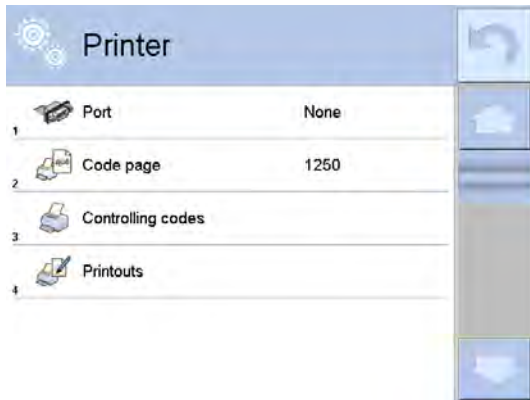 Printer
1 Port None
2 Code page 1250
3 Controlling codes
4 Printouts